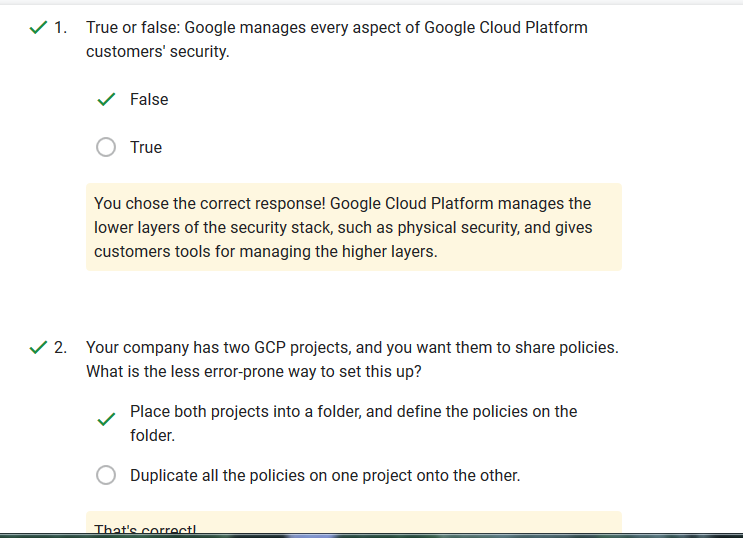 1. True or false: Google manages every aspect of Google Cloud Platform
customers' security.
False
True
You chose the correct response! Google Cloud Platform manages the
lower layers of the security stack, such as physical security, and gives
customers tools for managing the higher layers.
2. Your company has two GCP projects, and you want them to share policies.
What is the less error-prone way to set this up?
Place both projects into a folder, and define the policies on the
folder.
Duplicate all the policies on one project onto the other.
That's correct!